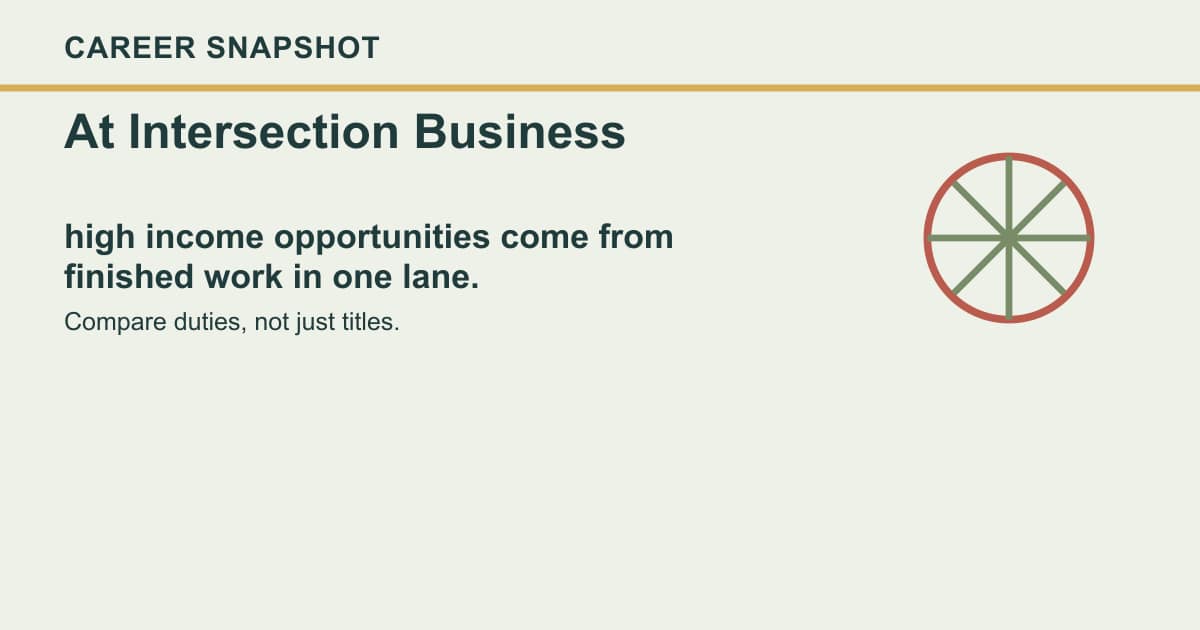 CAREER SNAPSHOT
At Intersection Business
high income opportunities come from
finished work in one lane.
Compare duties, not just titles.